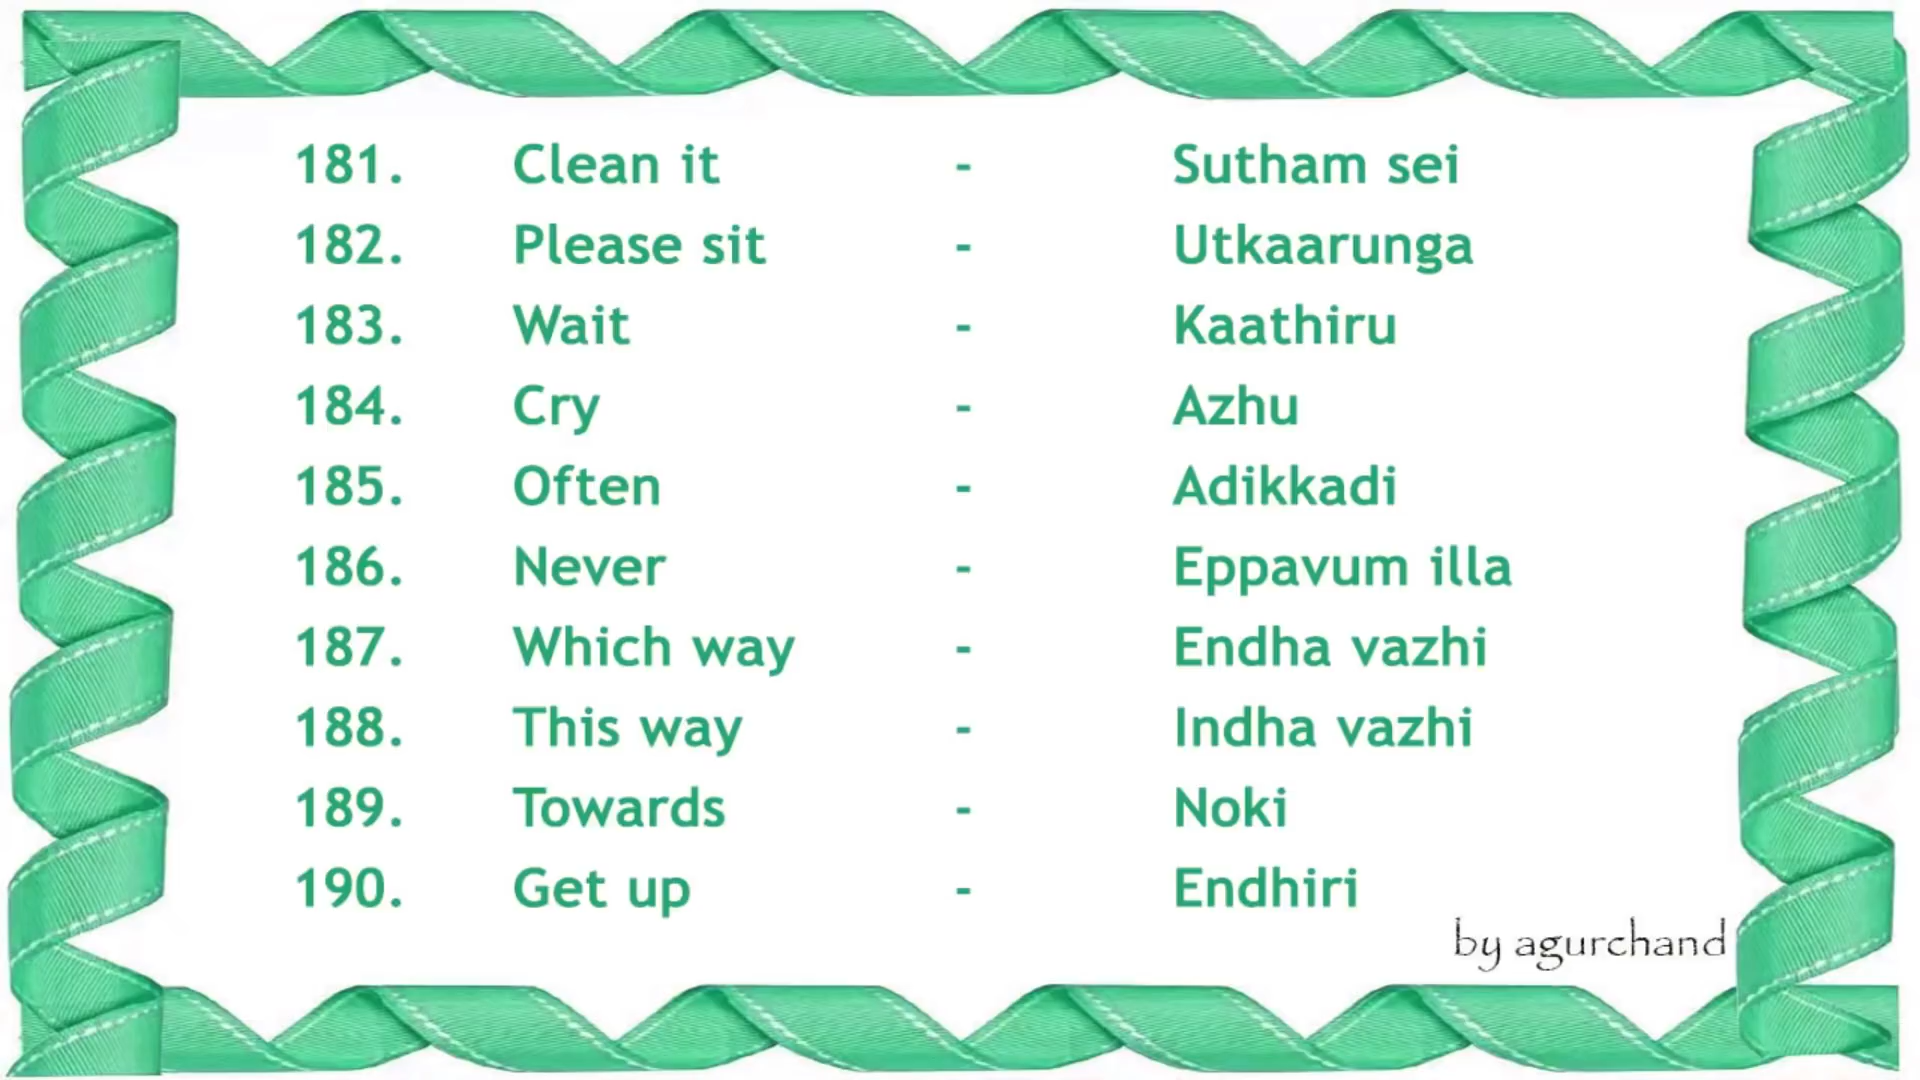 181. Clean it - Sutham sei
182. Please sit - Utkaarunga
183. Wait - Kaathiru
184. Cry - Azhu
185. Often - Adikkadi
186. Never - Eppavum illa
187. Which way - Endha vazhi
188. This way - Indha vazhi
189. Towards - Noki
190. Get up - Endhiri
by agurchand